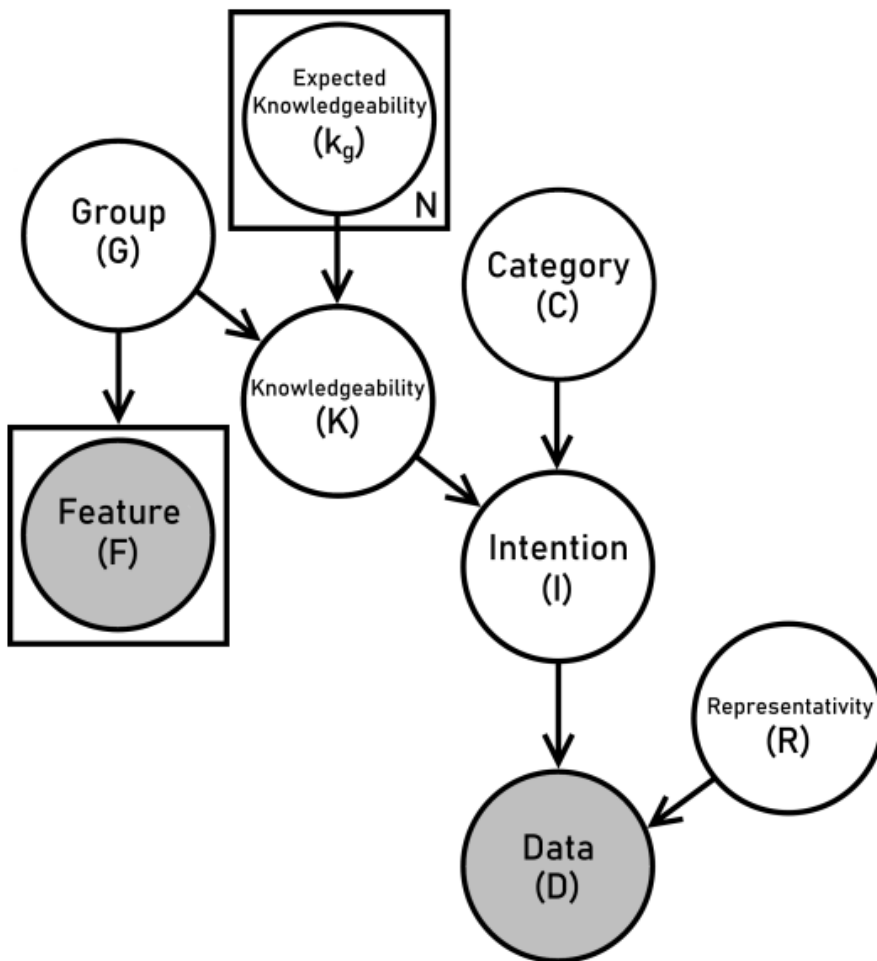 Expected
Knowledgeability
(kg)
N
Group
(G)
Category
(C)
Knowledgeability
(K)
Feature
(F)
Intention
(I)
Representativity
(R)
Data
(D)